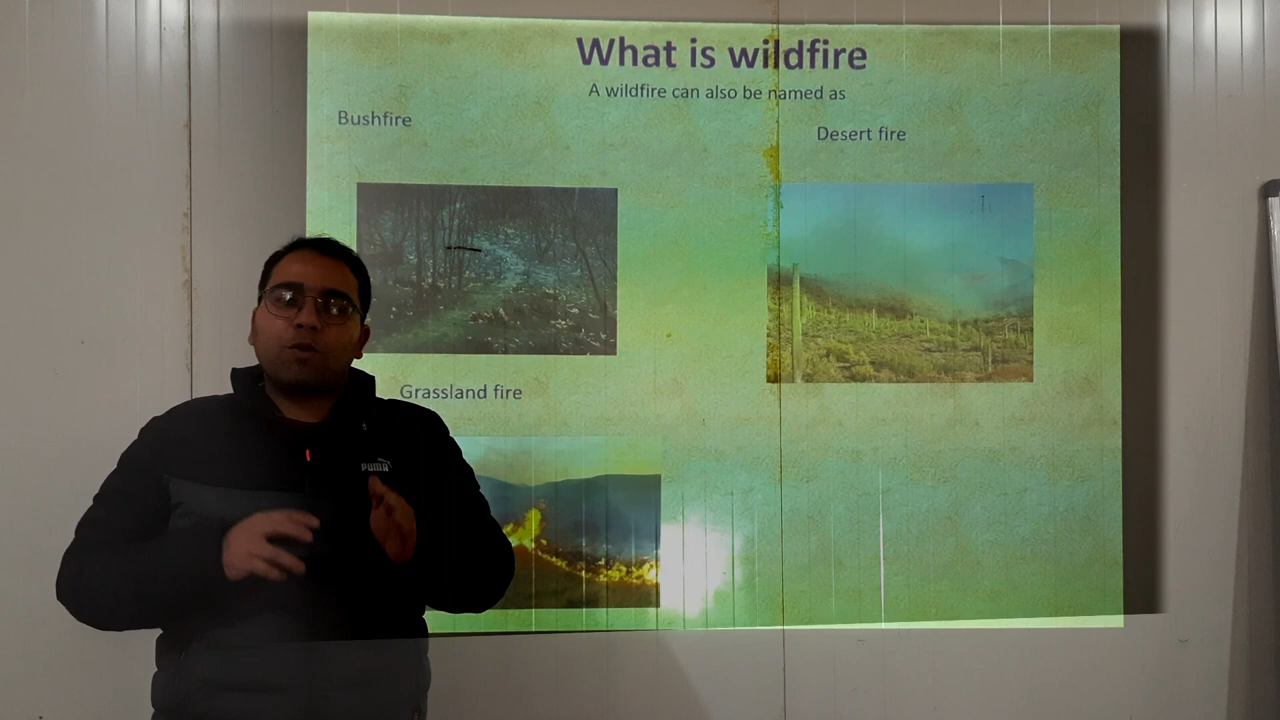 What is wildfire
A wildfire can also be named as
Bushfire
Desert fire
Grassland fire
PUMA